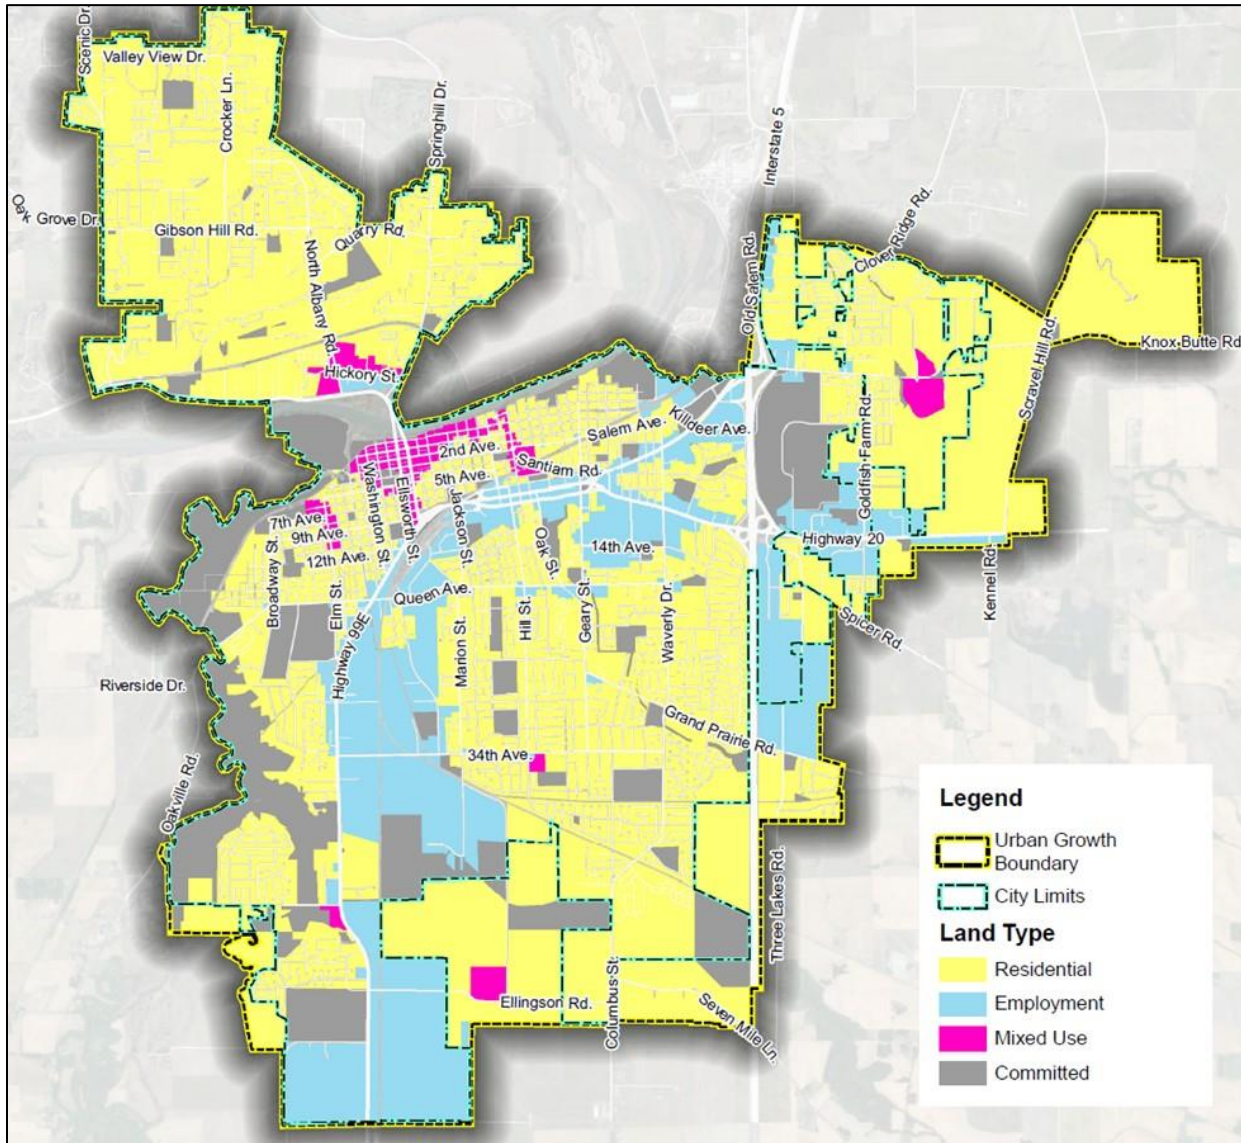 Scenic Dr.
Valley View Dr.
Crocker Ln.
Springhill Dr.
Interstate 5
Oak Grove Dr.
Gibson Hill Rd.
Quarry Rd.
North Albany Rd.
Old Salem Rd.
Clover Ridge Rd.
Knox Butte Rd
Scravel Hill Rd.
Hickory St.
Killdeer Ave.
Salem Ave.
Goldfish Farm Rd.
2nd Ave.
Santiam Rd.
5th Ave.
Washington St.
Ellsworth St.
Jackson St.
7th Ave.
9th Ave.
12th Ave.
Oak St.
14th Ave.
Highway 20
Broadway St.
Elm St.
Queen Ave.
Highway 99E
Marion St.
Hill St.
Geary St.
Waverly Dr.
Kennel Rd
Spicer Rd.
Riverside Dr.
Grand Prairie Rd.
34th Ave.
Oakville Rd.
Three Lakes Rd.
Ellingson Rd.
Columbus St.
Seven Mile Ln.
Legend
Urban Growth
Boundary
City Limits
Land Type
Residential
Employment
Mixed Use
Committed